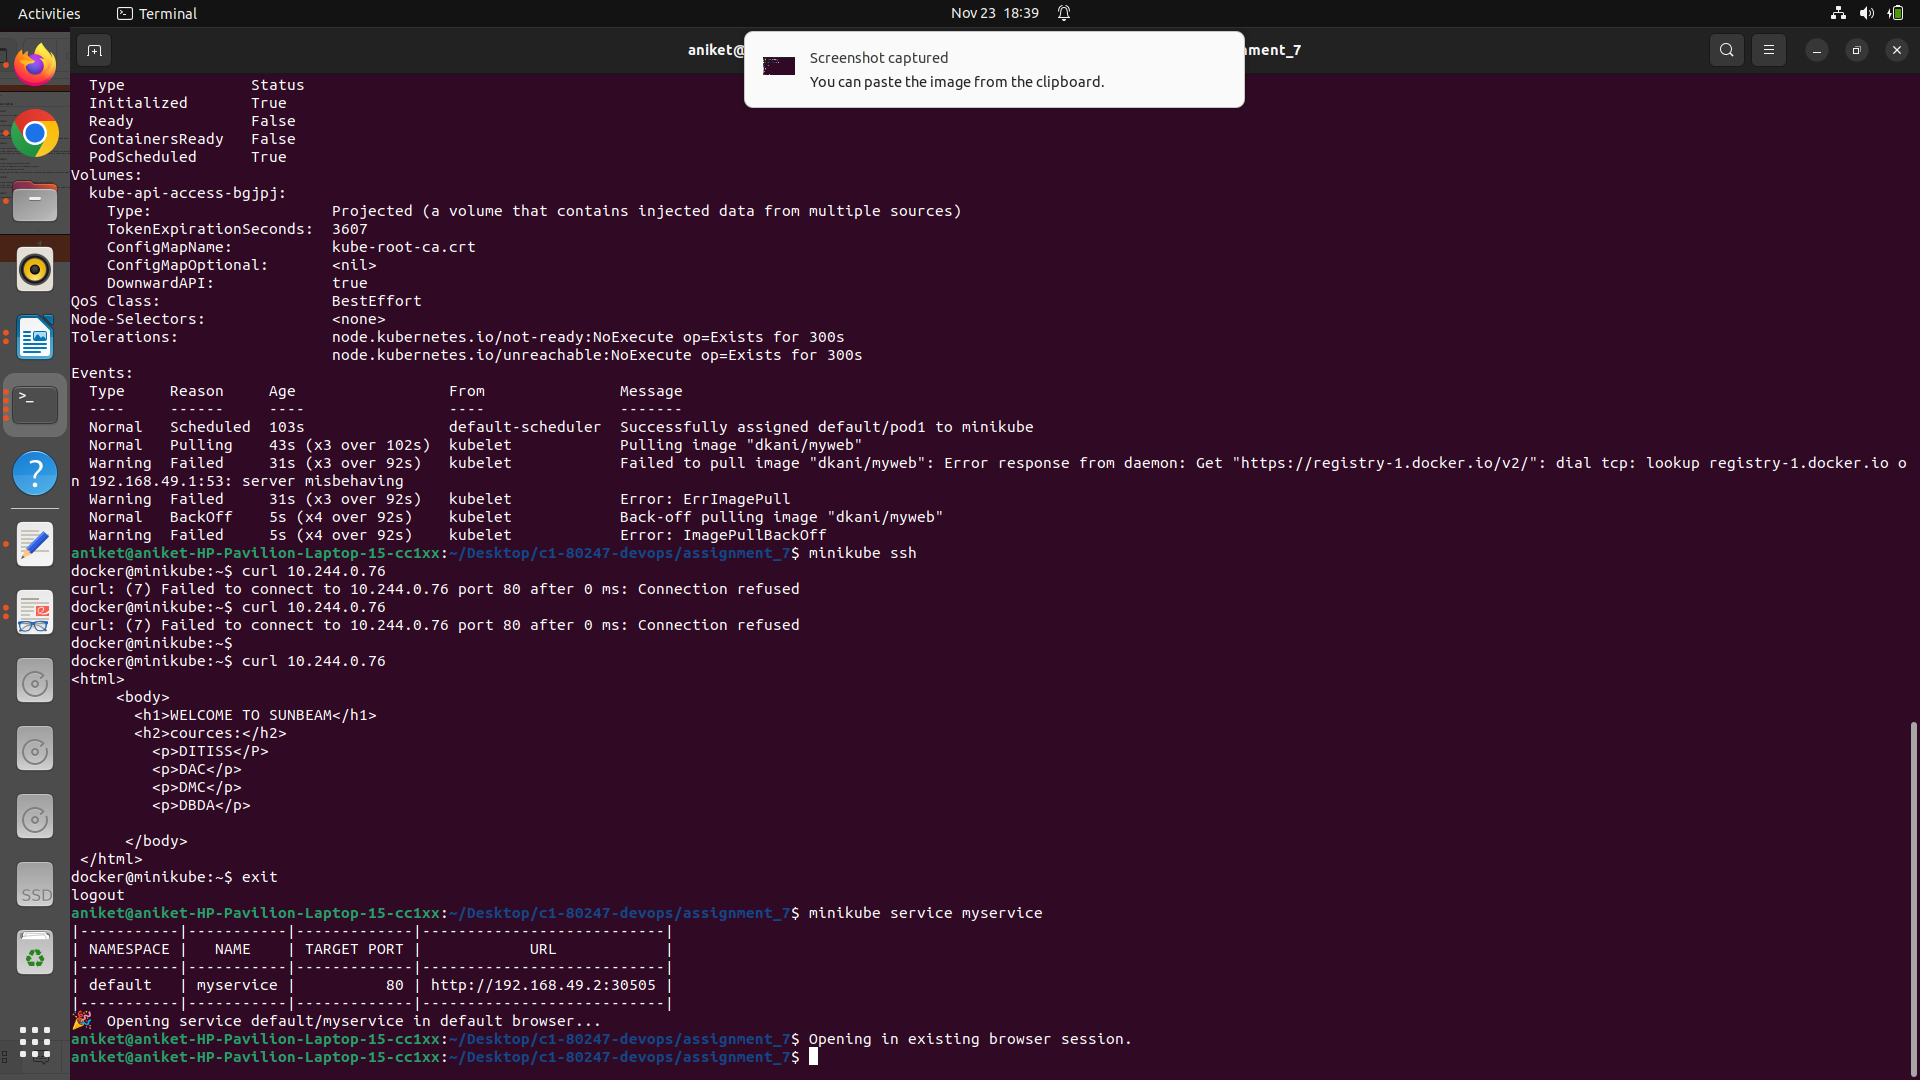 Activities
Terminal
Nov 23 18:39
aniket@
nment_7
Screenshot captured
You can paste the image from the clipboard.
Type Status
Initialized True
Ready False
ContainersReady False
PodScheduled True
Volumes:
kube-api-access-bgjpj:
Type: Projected (a volume that contains injected data from multiple sources)
TokenExpirationSeconds: 3607
ConfigMapName: kube-root-ca.crt
ConfigMapOptional: <nil>
DownwardAPI: true
QoS Class: BestEffort
Node-Selectors: <none>
Tolerations: node.kubernetes.io/not-ready:NoExecute op=Exists for 300s
node.kubernetes.io/unreachable:NoExecute op=Exists for 300s
Events:
Type Reason Age From Message
---- ------ ---- ---- -------
Normal Scheduled 103s default-scheduler Successfully assigned default/pod1 to minikube
Normal Pulling 43s (x3 over 102s) kubelet Pulling image "dkani/myweb"
Warning Failed 31s (x3 over 92s) kubelet Failed to pull image "dkani/myweb": Error response from daemon: Get "https://registry-1.docker.io/v2/": dial tcp: lookup registry-1.docker.io o
n 192.168.49.1:53: server misbehaving
Warning Failed 31s (x3 over 92s) kubelet Error: ErrImagePull
Normal BackOff 5s (x4 over 92s) kubelet Back-off pulling image "dkani/myweb"
Warning Failed 5s (x4 over 92s) kubelet Error: ImagePullBackOff
aniket@aniket-HP-Pavilion-Laptop-15-cc1xx:~/Desktop/c1-80247-devops/assignment_7$ minikube ssh
docker@minikube:~$ curl 10.244.0.76
curl: (7) Failed to connect to 10.244.0.76 port 80 after 0 ms: Connection refused
docker@minikube:~$ curl 10.244.0.76
curl: (7) Failed to connect to 10.244.0.76 port 80 after 0 ms: Connection refused
docker@minikube:~$
docker@minikube:~$ curl 10.244.0.76
<html>
<body>
<h1>WELCOME TO SUNBEAM</h1>
<h2>cources:</h2>
<p>DITISS</P>
<p>DAC</p>
<p>DMC</p>
<p>DBDA</p>
</body>
</html>
docker@minikube:~$ exit
logout
aniket@aniket-HP-Pavilion-Laptop-15-cc1xx:~/Desktop/c1-80247-devops/assignment_7$ minikube service myservice
|-----------|-----------|-------------|---------------------------|
| NAMESPACE | NAME | TARGET PORT | URL |
|-----------|-----------|-------------|---------------------------|
| default | myservice | 80 | http://192.168.49.2:30505 |
|-----------|-----------|-------------|---------------------------|
🎉 Opening service default/myservice in default browser...
aniket@aniket-HP-Pavilion-Laptop-15-cc1xx:~/Desktop/c1-80247-devops/assignment_7$ Opening in existing browser session.
aniket@aniket-HP-Pavilion-Laptop-15-cc1xx:~/Desktop/c1-80247-devops/assignment_7$
SSD